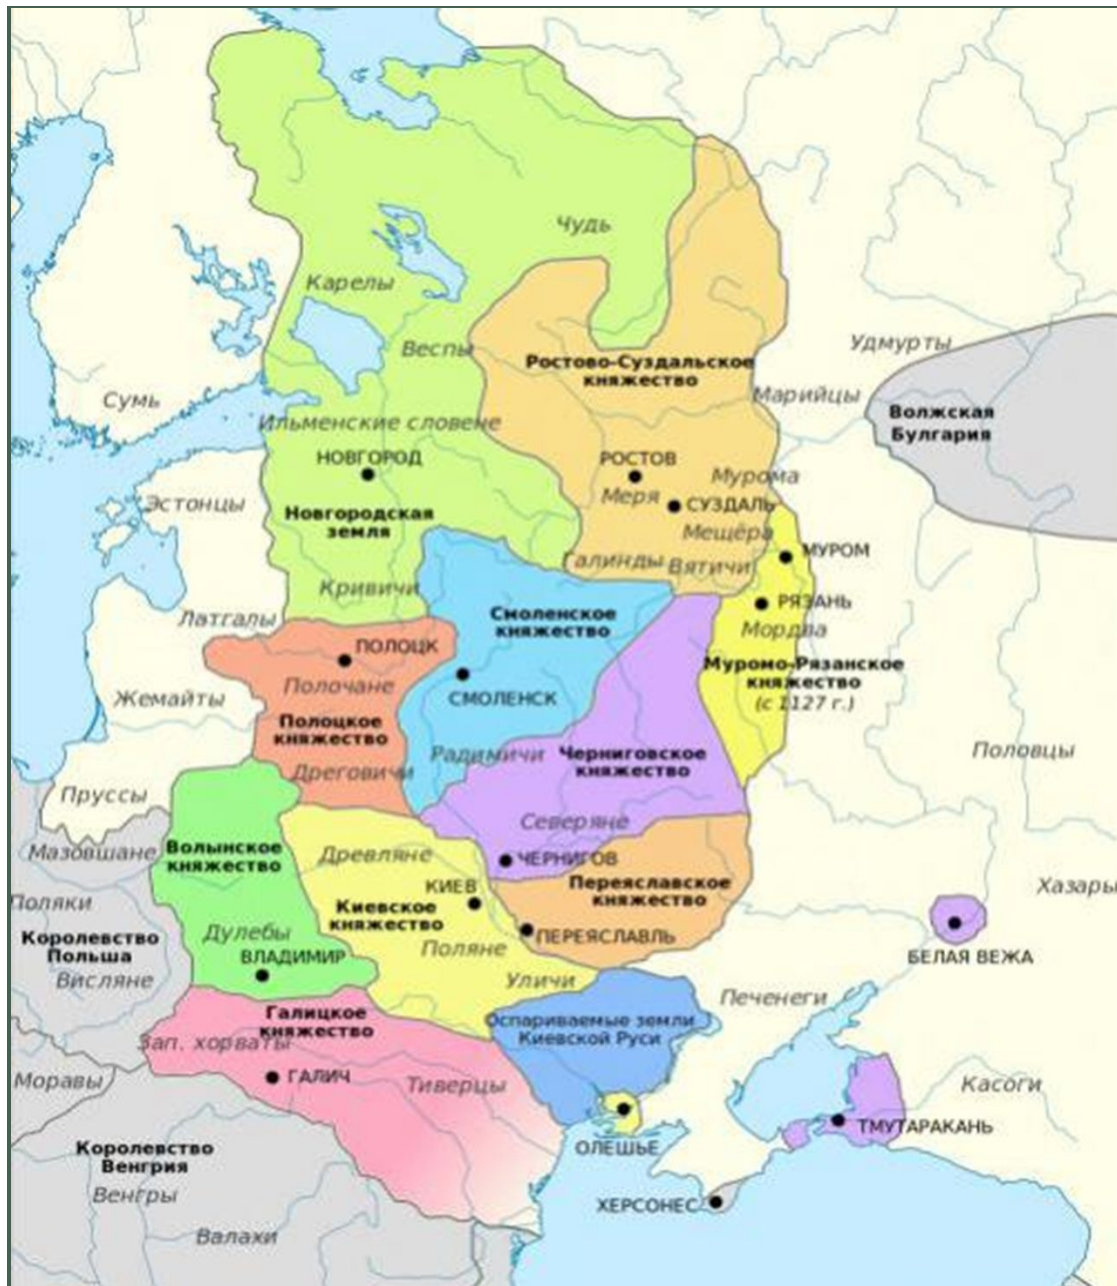 Чудь
Карелы
Веспы
Удмурты
Ростово-Суздальское
княжество
Марийцы
Сумь
Волжская
Булгария
Ильменские словене
НОВГОРОД
РОСТОВ
Мурома
Меря
СУЗДАЛЬ
Эстонцы
Новгородская
земля
Мещёра
МУРОМ
Галинды
Вятичи
Кривичи
РЯЗАНЬ
Латгалы
Смоленское
княжество
Мордва
ПОЛОЦК
Муромо-Рязанское
княжество
(с 1127 г.)
Полочане
СМОЛЕНСК
Жемайты
Полоцкое
княжество
Радимичи
Черниговское
княжество
Половцы
Дреговичи
Пруссы
Северяне
Мазовшане
Волынское
княжество
Древляне
ЧЕРНИГОВ
КИЕВ
Переяславское
княжество
Хазары
Поляки
Киевское
княжество
Дулебы
Поляне
ПЕРЕЯСЛАВЛЬ
Королевство
Польша
ВЛАДИМИР
БЕЛАЯ ВЕЖА
Висляне
Уличи
Печенеги
Галицкое
княжество
Оспариваемые земли
Киевской Руси
Зап. хорваты
ГАЛИЧ
Тиверцы
Моравы
Касоги
ТМУТАРАКАНЬ
ОЛЕШЬЕ
Королевство
Венгрия
Венгры
ХЕРСОНЕС
Валахи